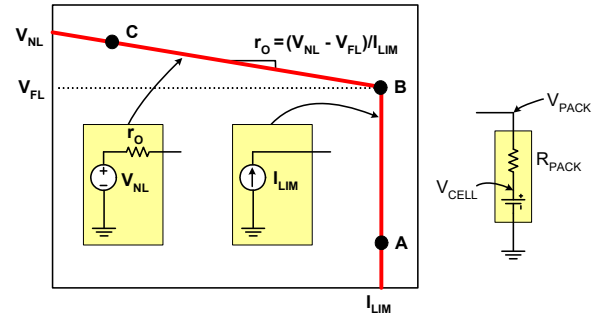 V_NL
C
r_O = (V_NL - V_FL)/I_LIM
V_FL
B
r_O
+
−
V_NL
I_LIM
A
I_LIM
V_PACK
R_PACK
V_CELL
+